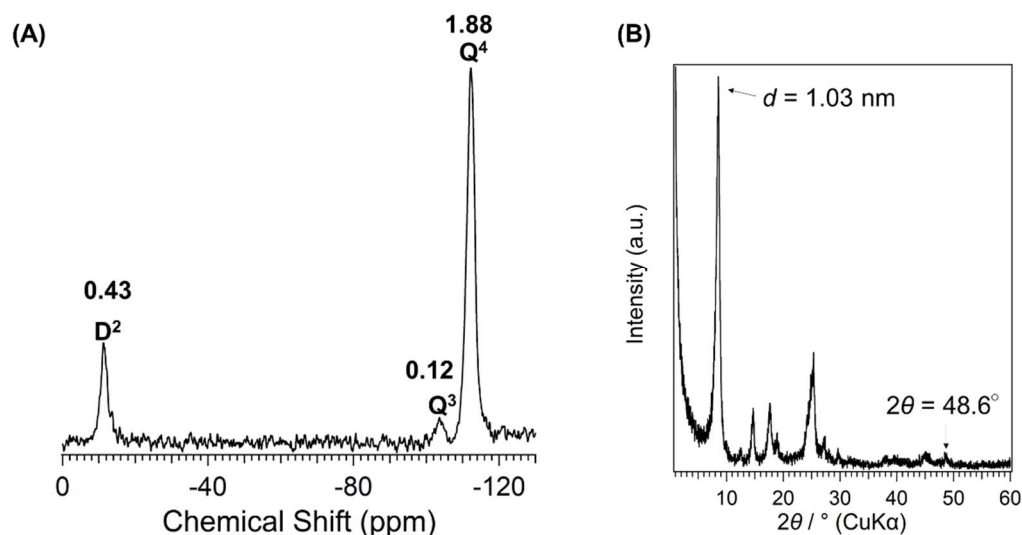 (A)
1.88
Q⁴
0.43
D²
0.12
Q³
0
-40
-80
-120
Chemical Shift (ppm)
(B)
d = 1.03 nm
2θ = 48.6°
Intensity (a.u.)
10
20
30
40
50
60
2θ / ° (CuKα)